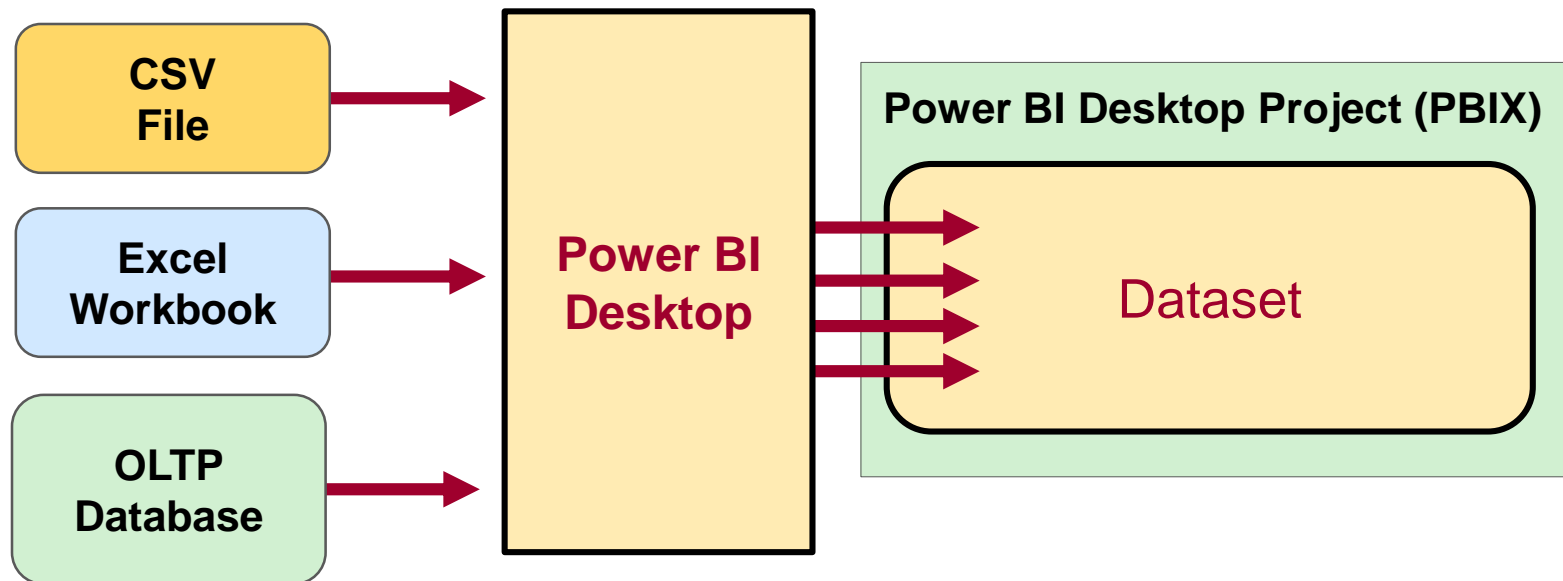 CSV
File
Excel
Workbook
OLTP
Database
Power BI
Desktop
Power BI Desktop Project (PBIX)
Dataset